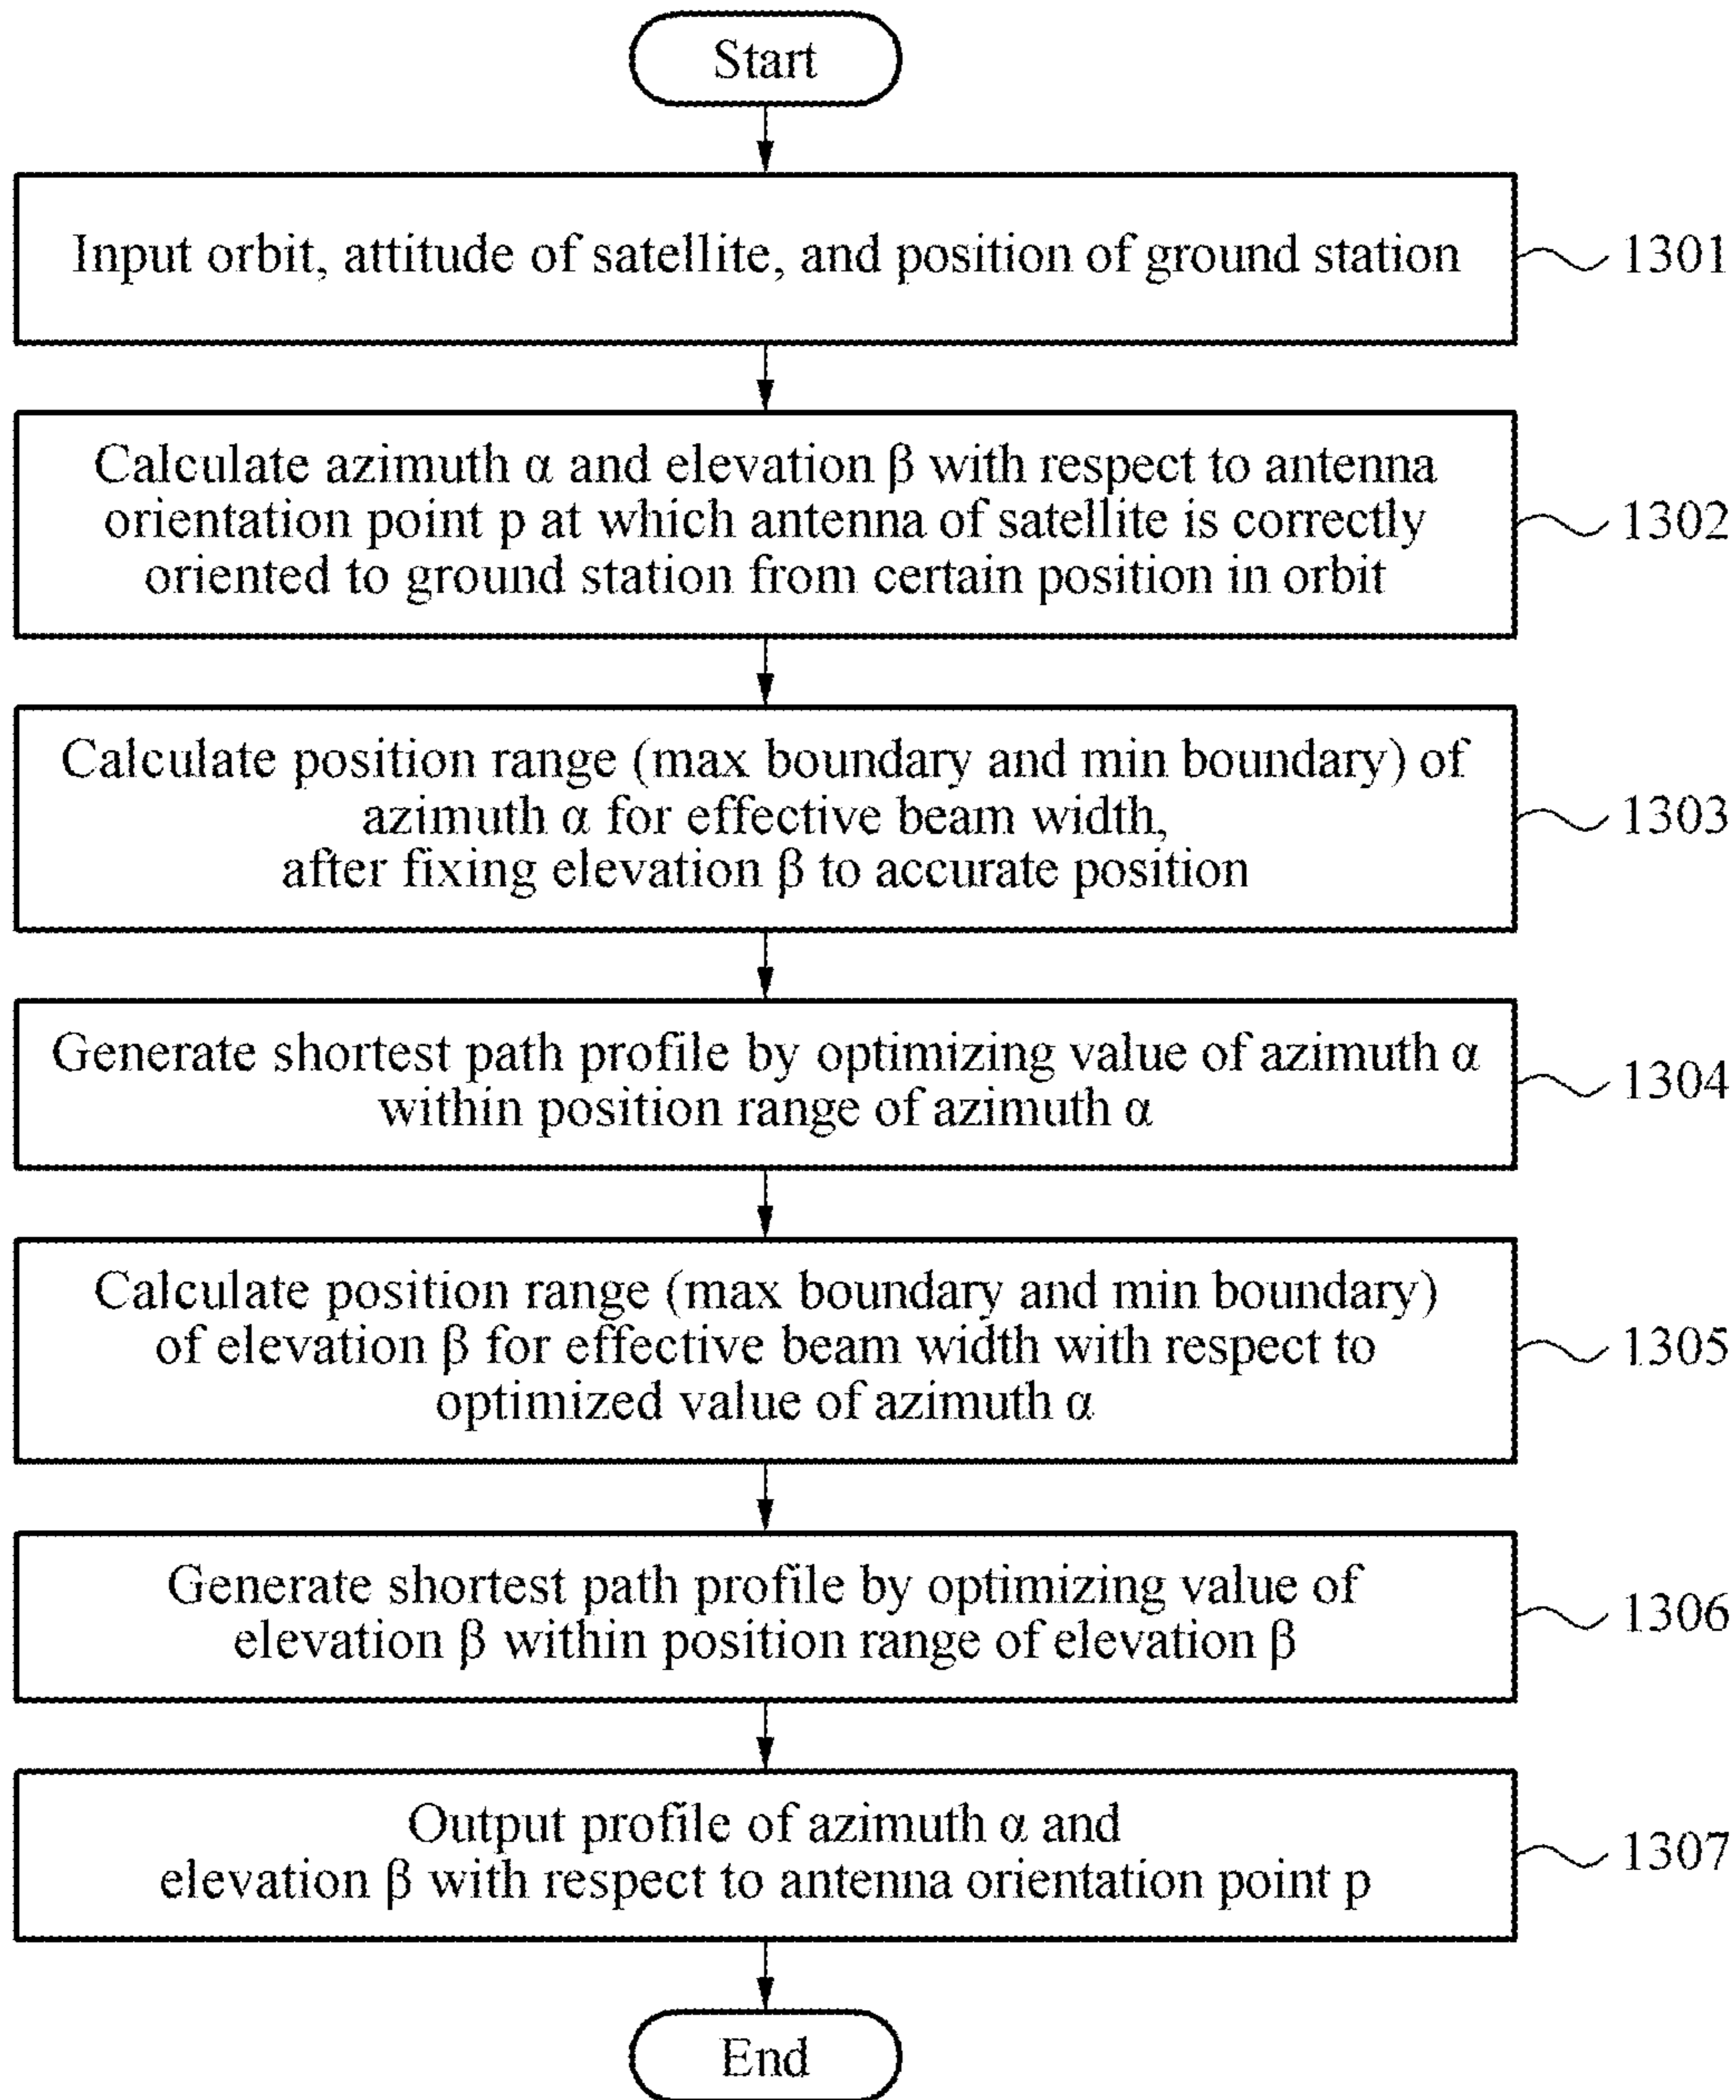 Start
Input orbit, attitude of satellite, and position of ground station
1301
Calculate azimuth α and elevation β with respect to antenna
orientation point p at which antenna of satellite is correctly
oriented to ground station from certain position in orbit
1302
Calculate position range (max boundary and min boundary) of
azimuth α for effective beam width,
after fixing elevation β to accurate position
1303
Generate shortest path profile by optimizing value of azimuth α
within position range of azimuth α
1304
Calculate position range (max boundary and min boundary)
of elevation β for effective beam width with respect to
optimized value of azimuth α
1305
Generate shortest path profile by optimizing value of
elevation β within position range of elevation β
1306
Output profile of azimuth α and
elevation β with respect to antenna orientation point p
1307
End